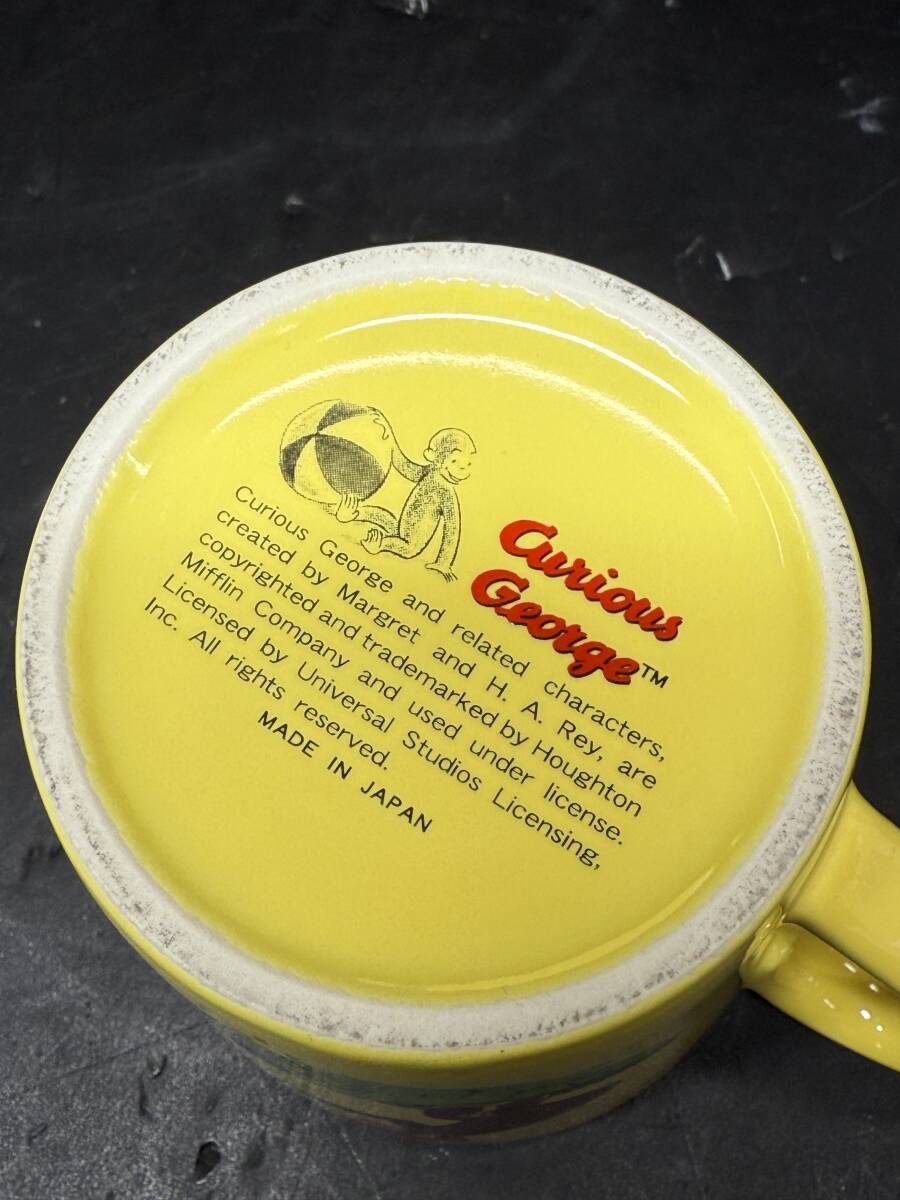 Curious
George™
Curious George and related characters,
created by Margret and H. A. Rey, are
copyrighted and trademarked by Houghton
Mifflin Company and used under license.
Licensed by Universal Studios Licensing,
Inc. All rights reserved.
MADE IN JAPAN